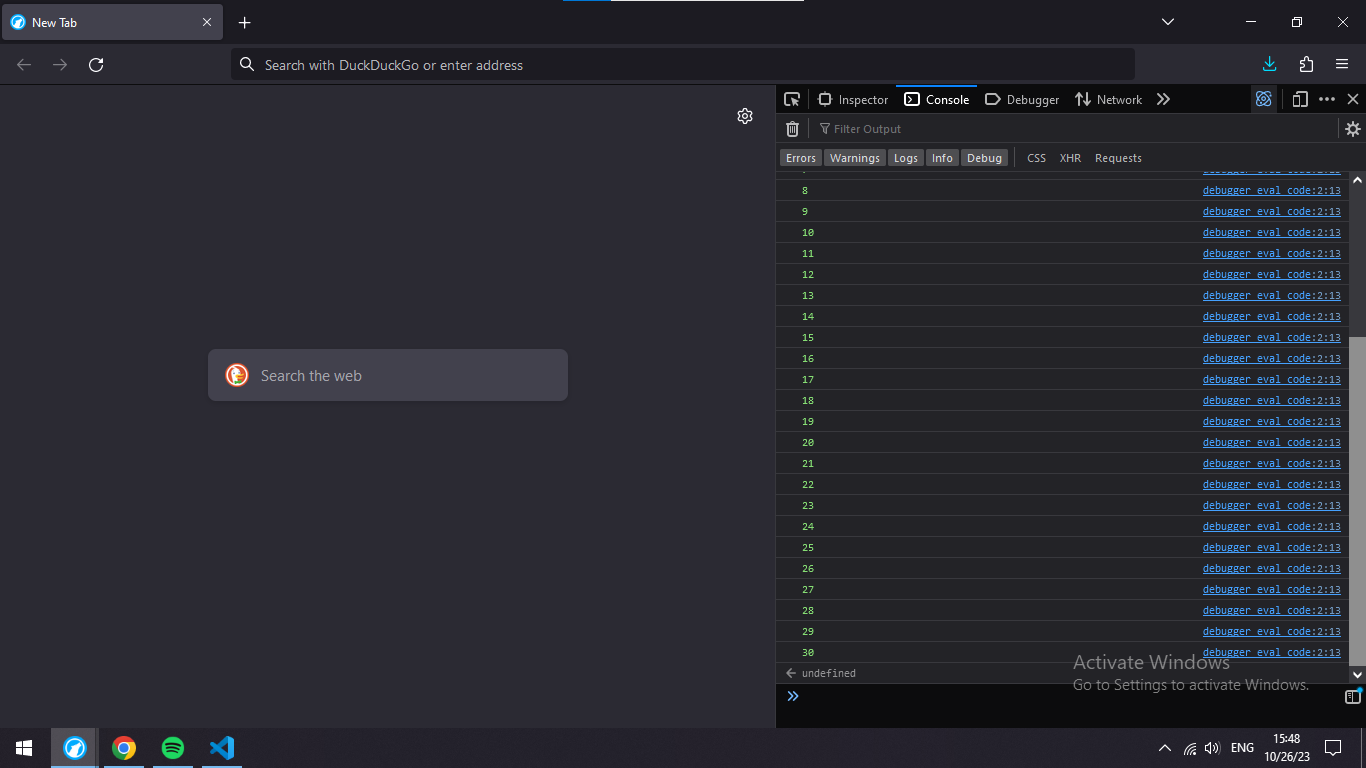 New Tab
Search with DuckDuckGo or enter address
Inspector Console Debugger Network
Filter Output
Errors Warnings Logs Info Debug CSS XHR Requests
debugger eval code:2:13
8 debugger eval code:2:13
9 debugger eval code:2:13
10 debugger eval code:2:13
11 debugger eval code:2:13
12 debugger eval code:2:13
13 debugger eval code:2:13
14 debugger eval code:2:13
15 debugger eval code:2:13
16 debugger eval code:2:13
Search the web
17 debugger eval code:2:13
18 debugger eval code:2:13
19 debugger eval code:2:13
20 debugger eval code:2:13
21 debugger eval code:2:13
22 debugger eval code:2:13
23 debugger eval code:2:13
24 debugger eval code:2:13
25 debugger eval code:2:13
26 debugger eval code:2:13
27 debugger eval code:2:13
28 debugger eval code:2:13
29 debugger eval code:2:13
30 debugger eval code:2:13
undefined
Activate Windows
Go to Settings to activate Windows.
ENG
15:48
10/26/23